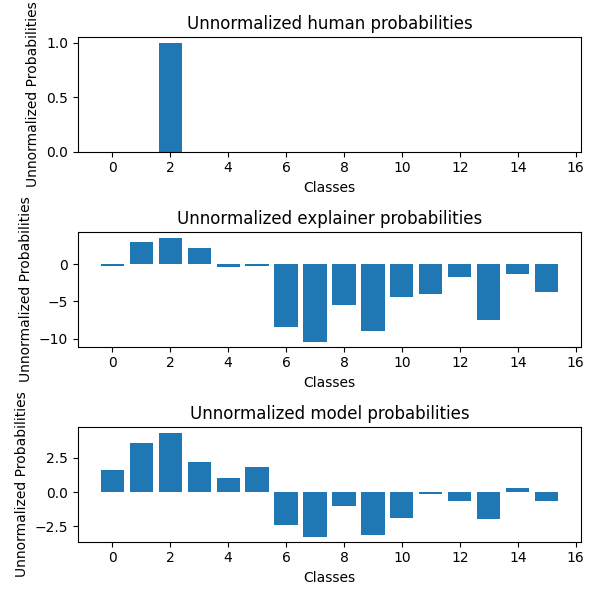 Unnormalized human probabilities
Unnormalized Probabilities
1.0
0.5
0.0
0 2 4 6 8 10 12 14 16
Classes
Unnormalized explainer probabilities
Unnormalized Probabilities
0
−5
−10
0 2 4 6 8 10 12 14 16
Classes
Unnormalized model probabilities
Unnormalized Probabilities
2.5
0.0
−2.5
0 2 4 6 8 10 12 14 16
Classes